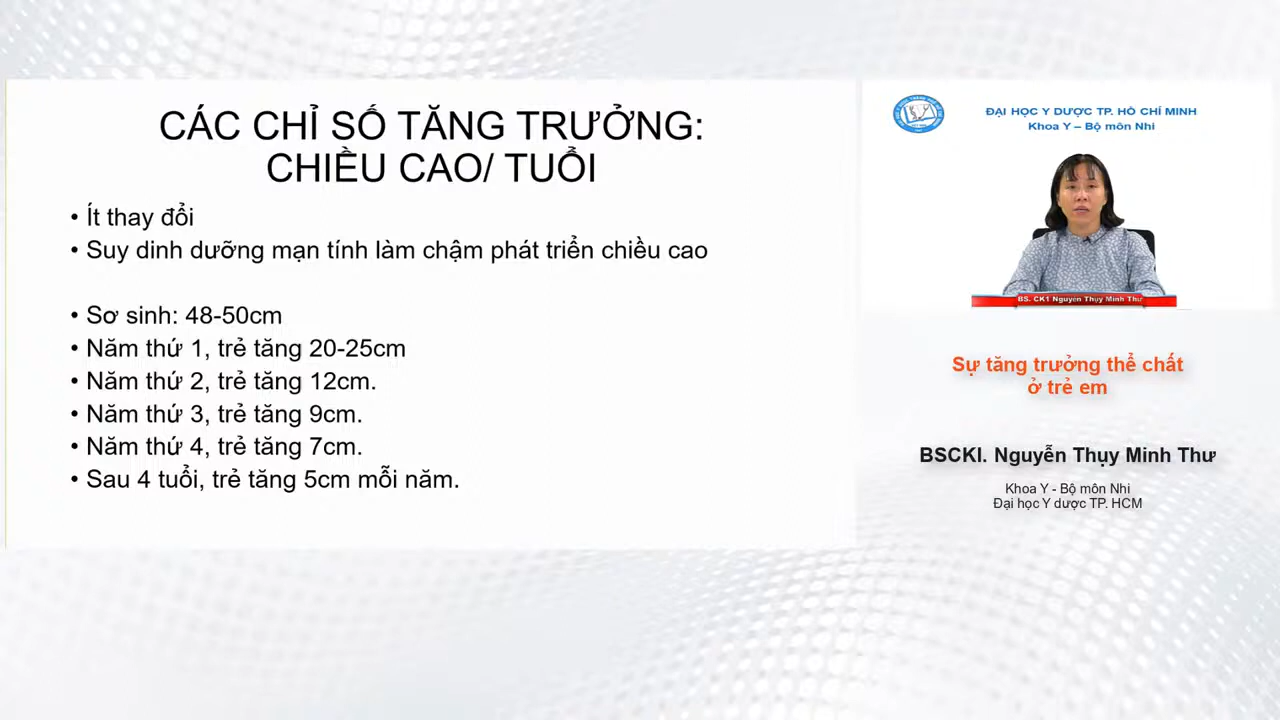 CÁC CHỈ SỐ TĂNG TRƯỞNG:
CHIỀU CAO/ TUỔI
• Ít thay đổi
• Suy dinh dưỡng mạn tính làm chậm phát triển chiều cao
• Sơ sinh: 48-50cm
• Năm thứ 1, trẻ tăng 20-25cm
• Năm thứ 2, trẻ tăng 12cm.
• Năm thứ 3, trẻ tăng 9cm.
• Năm thứ 4, trẻ tăng 7cm.
• Sau 4 tuổi, trẻ tăng 5cm mỗi năm.
ĐẠI HỌC Y DƯỢC TP. HỒ CHÍ MINH
Khoa Y – Bộ môn Nhi
BS. CK1 Nguyễn Thụy Minh Thư
Sự tăng trưởng thể chất
ở trẻ em
BSCKI. Nguyễn Thụy Minh Thư
Khoa Y - Bộ môn Nhi
Đại học Y dược TP. HCM